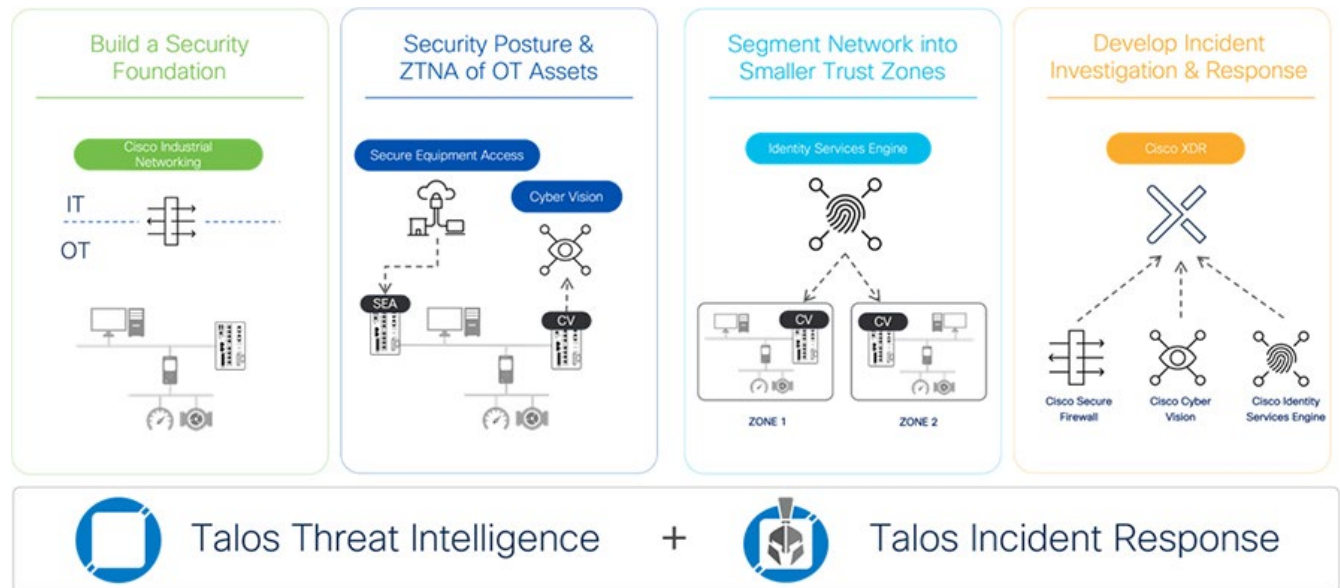 Build a Security
Foundation
Cisco Industrial
Networking
IT
OT
Security Posture &
ZTNA of OT Assets
Secure Equipment Access
Cyber Vision
SEA
CV
Segment Network into
Smaller Trust Zones
Identity Services Engine
CV
CV
ZONE 1
ZONE 2
Develop Incident
Investigation & Response
Cisco XDR
Cisco Secure
Firewall
Cisco Cyber
Vision
Cisco Identity
Services Engine
Talos Threat Intelligence
+
Talos Incident Response